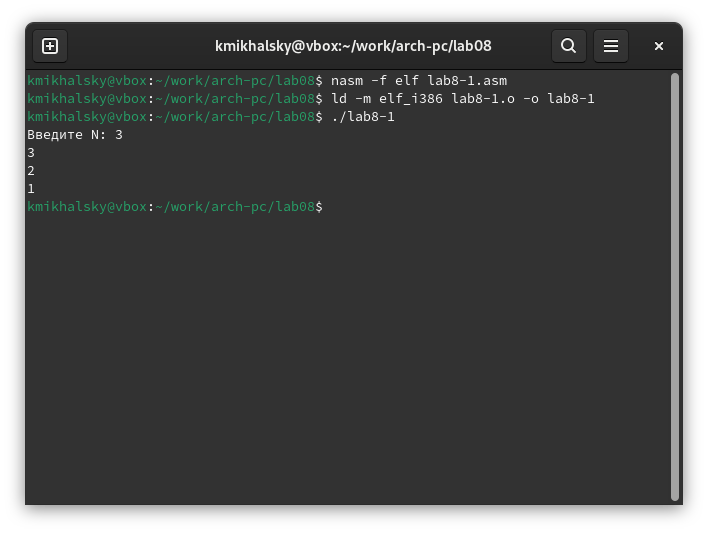 kmikhalsky@vbox:~/work/arch-pc/lab08
kmikhalsky@vbox:~/work/arch-pc/lab08$ nasm -f elf lab8-1.asm
kmikhalsky@vbox:~/work/arch-pc/lab08$ ld -m elf_i386 lab8-1.o -o lab8-1
kmikhalsky@vbox:~/work/arch-pc/lab08$ ./lab8-1
Введите N: 3
3
2
1
kmikhalsky@vbox:~/work/arch-pc/lab08$